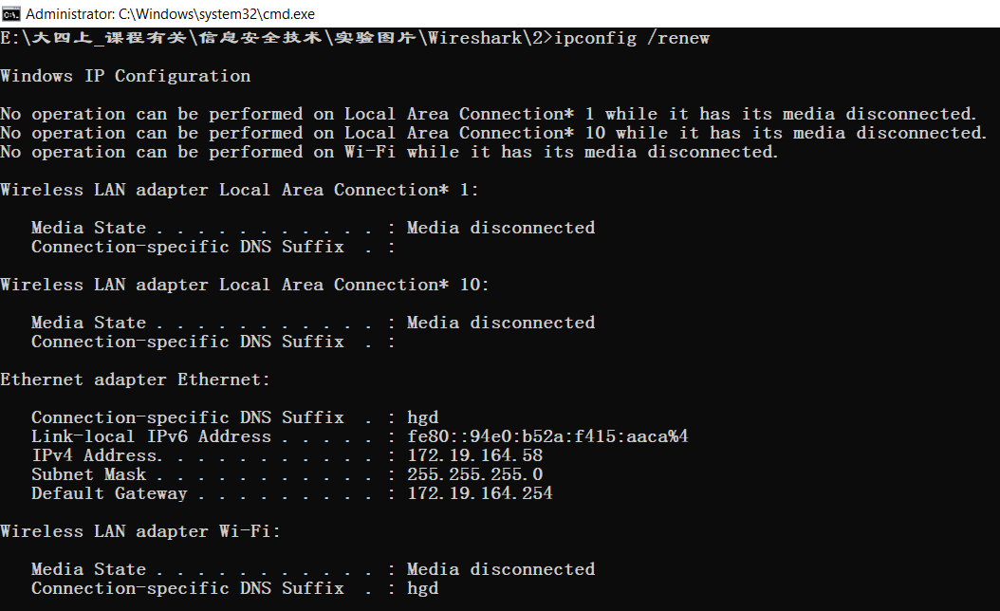 Administrator: C:\Windows\system32\cmd.exe
E:\大四上_课程有关\信息安全技术\实验图片\Wireshark\2>ipconfig /renew
Windows IP Configuration
No operation can be performed on Local Area Connection* 1 while it has its media disconnected.
No operation can be performed on Local Area Connection* 10 while it has its media disconnected.
No operation can be performed on Wi-Fi while it has its media disconnected.
Wireless LAN adapter Local Area Connection* 1:
Media State . . . . . . . . . . . : Media disconnected
Connection-specific DNS Suffix  . :
Wireless LAN adapter Local Area Connection* 10:
Media State . . . . . . . . . . . : Media disconnected
Connection-specific DNS Suffix  . :
Ethernet adapter Ethernet:
Connection-specific DNS Suffix  . : hgd
Link-local IPv6 Address . . . . . : fe80::94e0:b52a:f415:aaca%4
IPv4 Address. . . . . . . . . . . : 172.19.164.58
Subnet Mask . . . . . . . . . . . : 255.255.255.0
Default Gateway . . . . . . . . . : 172.19.164.254
Wireless LAN adapter Wi-Fi:
Media State . . . . . . . . . . . : Media disconnected
Connection-specific DNS Suffix  . : hgd